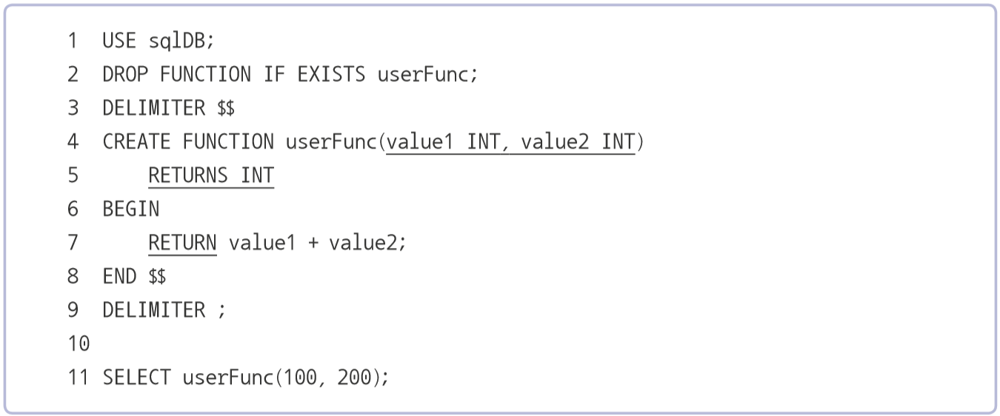 1 USE sqlDB;
2 DROP FUNCTION IF EXISTS userFunc;
3 DELIMITER $$
4 CREATE FUNCTION userFunc(value1 INT, value2 INT)
5     RETURNS INT
6 BEGIN
7     RETURN value1 + value2;
8 END $$
9 DELIMITER ;
10
11 SELECT userFunc(100, 200);